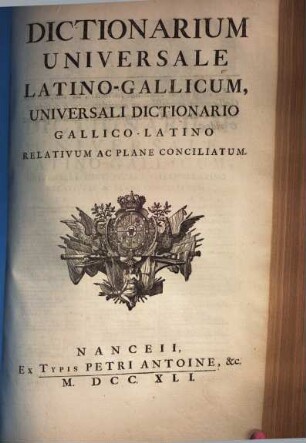 DICTIONARIUM
UNIVERSALE
LATINO-GALLICUM,
UNIVERSALI DICTIONARIO
GALLICO-LATINO
RELATIVUM AC PLANE CONCILIATUM.
NANCEII,
Ex Typis PETRI ANTOINE, &c.
M. DCC. XLI.